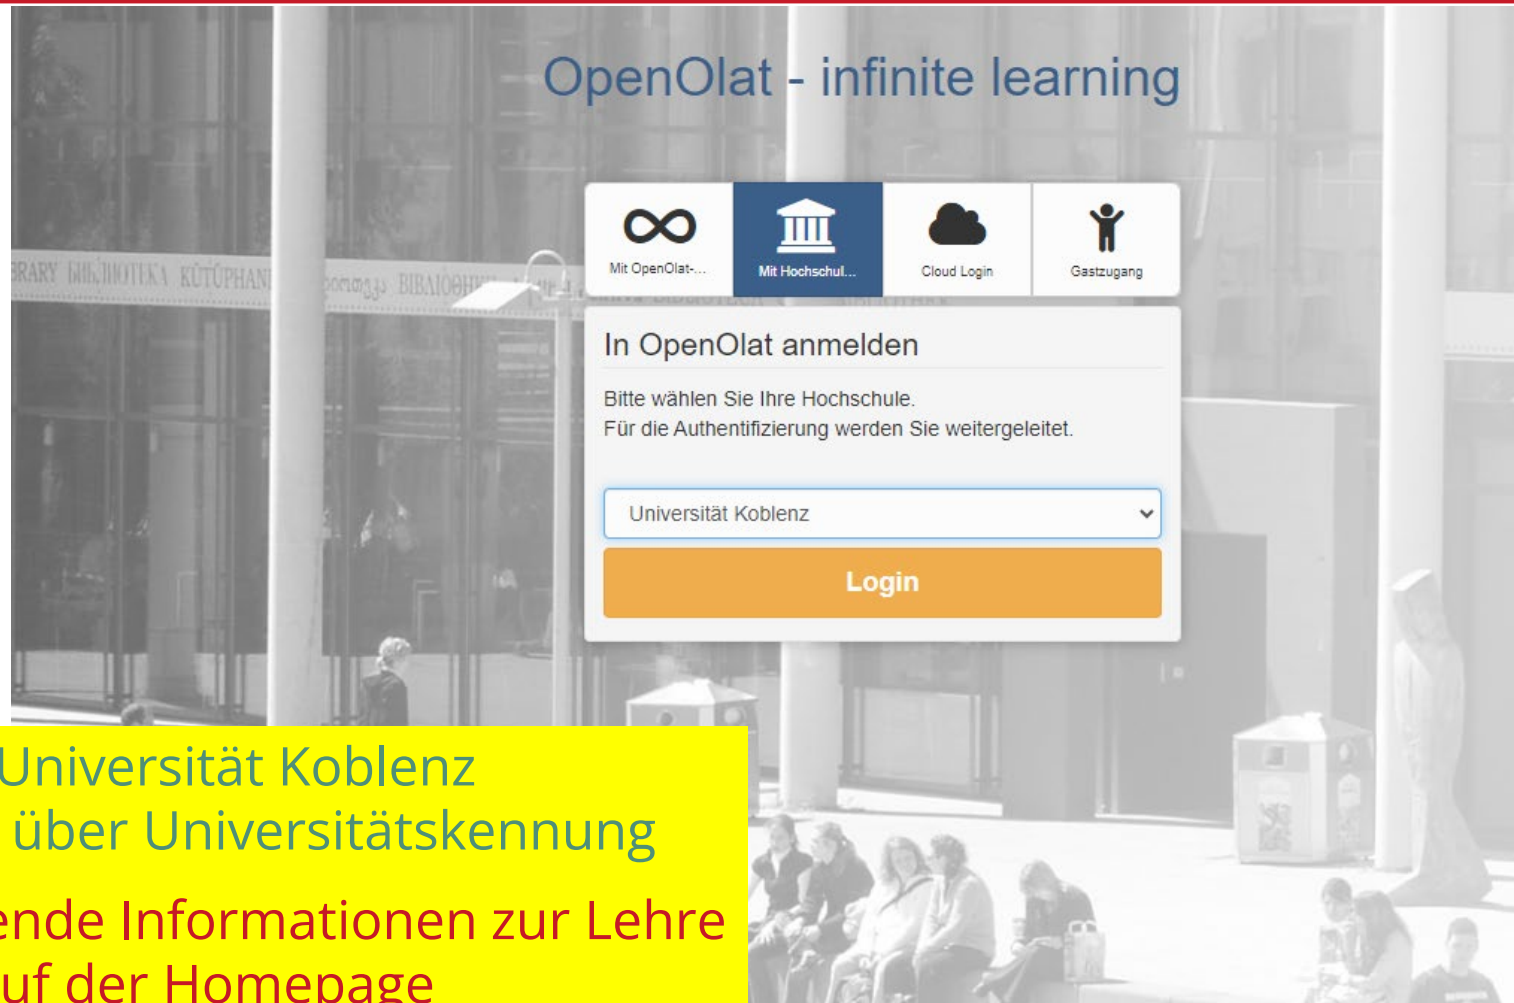 OpenOlat - infinite learning
Mit OpenOlat-...
Mit Hochschul...
Cloud Login
Gastzugang
BIBΛIOΘH
KÜTÜPHAN
In OpenOlat anmelden
Bitte wählen Sie Ihre Hochschule.
Für die Authentifizierung werden Sie weitergeleitet.
Universität Koblenz
Login
Universität Koblenz
über Universitätskennung
ende Informationen zur Lehre
uf der Homepage